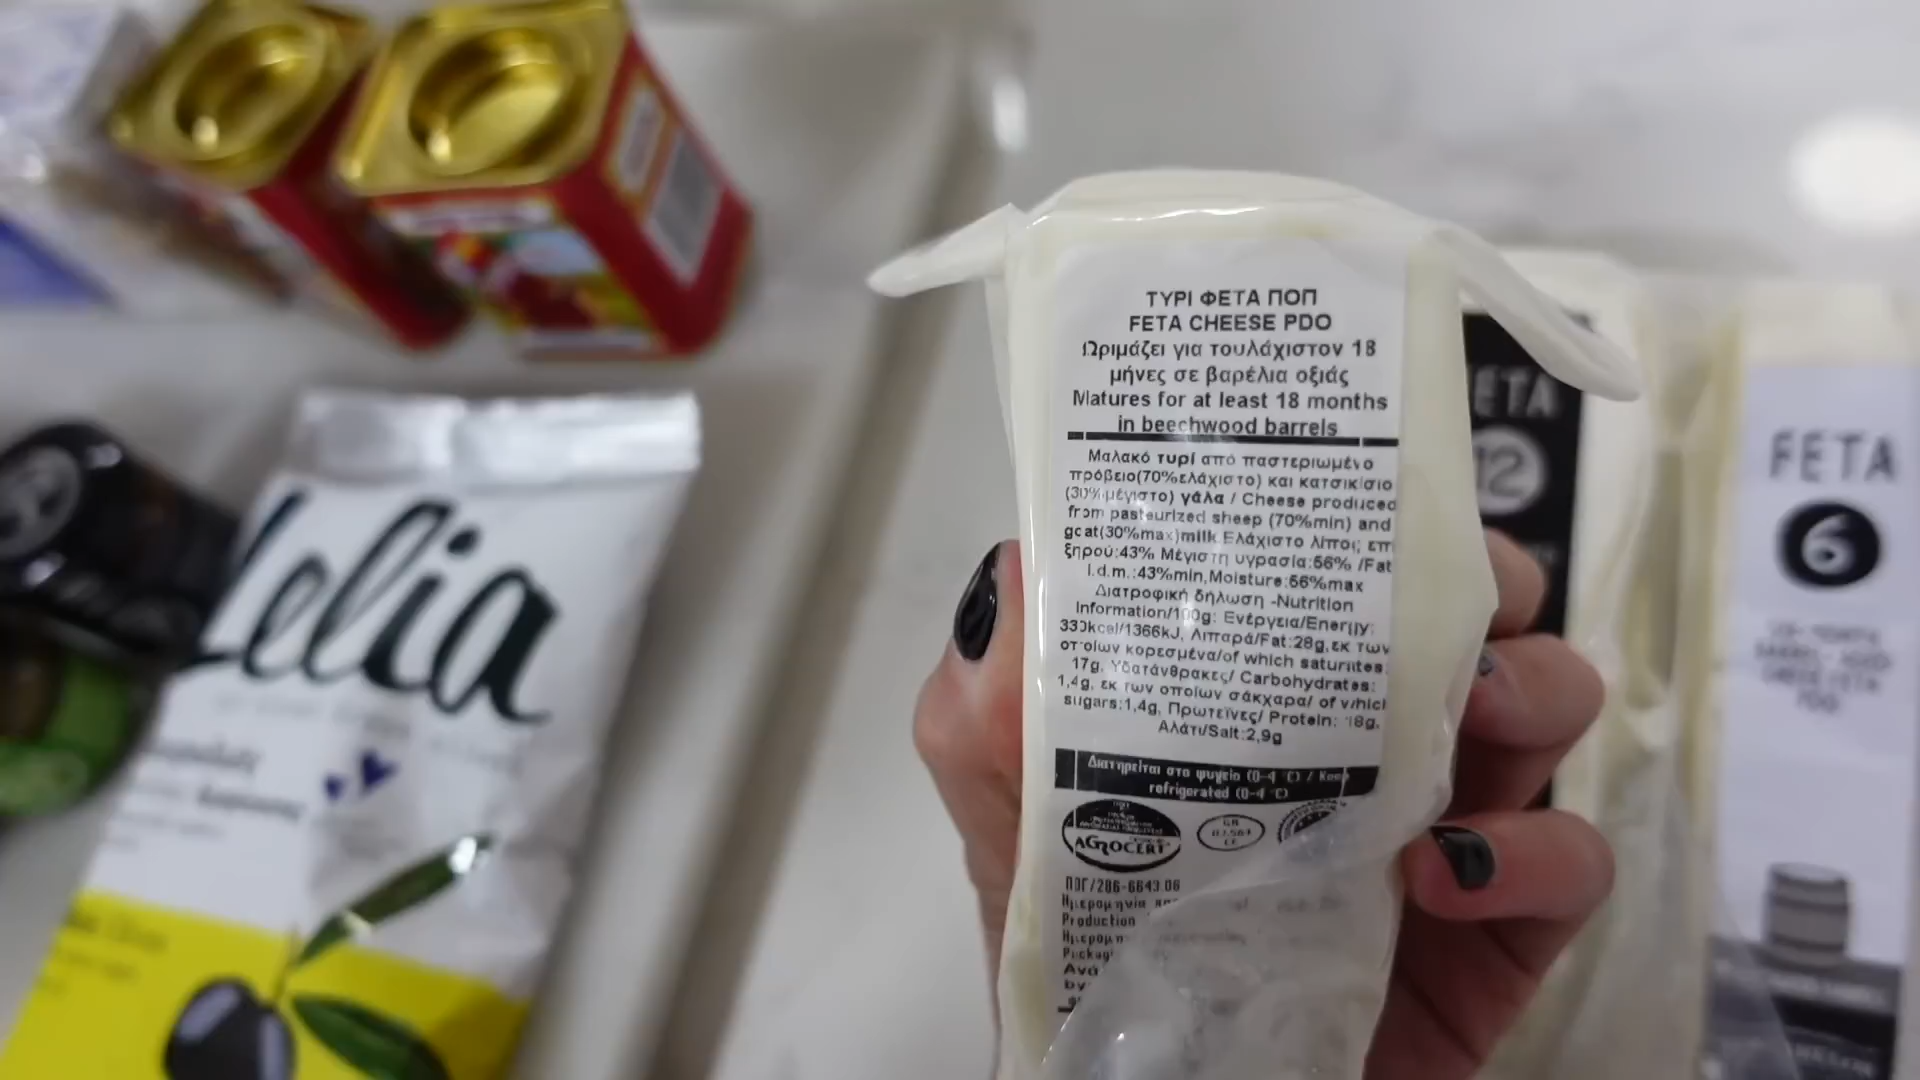 ΤΥΡΙ ΦΕΤΑ ΠΟΠ
FETA CHEESE PDO
Ωριμάζει για τουλάχιστον 18
μήνες σε βαρέλια οξιάς
Matures for at least 18 months
in beechwood barrels
Μαλακό τυρί από παστεριωμένο
πρόβειο(70%ελάχιστο) και κατσικίσιο
(30%μέγιστο) γάλα / Cheese produced
from pasteurized sheep (70%min) and
goat(30%max)milk.Ελάχιστο λίπος επί
ξηρού:43% Μέγιστη υγρασία:56% /Fat
i.d.m.:43%min,Moisture:56%max
Διατροφική δήλωση -Nutrition
Information/100g: Ενέργεια/Energy:
330kcal/1366kJ, Λιπαρά/Fat:28g,εκ των
οποίων κορεσμένα/of which saturates:
17g, Υδατάνθρακες/ Carbohydrates:
1,4g, εκ των οποίων σάκχαρα/ of which
sugars:1,4g, Πρωτεΐνες/ Protein: 18g,
Αλάτι/Salt:2,9g
Διατηρείται στο ψυγείο (0-4 °C) / Keep
refrigerated (0-4 °C)
AGROCERT
ΠΟΓ/286-6643.06
Production
Lelia
ETA
12
FETA
6